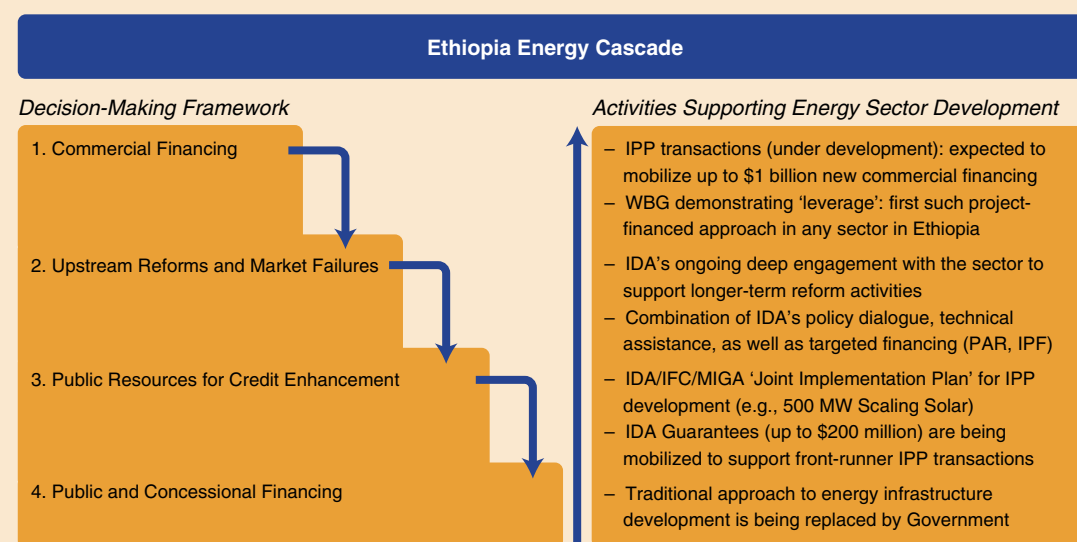 Ethiopia Energy Cascade
Decision-Making Framework
1. Commercial Financing
2. Upstream Reforms and Market Failures
3. Public Resources for Credit Enhancement
4. Public and Concessional Financing
Activities Supporting Energy Sector Development
– IPP transactions (under development): expected to
mobilize up to $1 billion new commercial financing
– WBG demonstrating ‘leverage’: first such project-
financed approach in any sector in Ethiopia
– IDA’s ongoing deep engagement with the sector to
support longer-term reform activities
– Combination of IDA’s policy dialogue, technical
assistance, as well as targeted financing (PAR, IPF)
– IDA/IFC/MIGA ‘Joint Implementation Plan’ for IPP
development (e.g., 500 MW Scaling Solar)
– IDA Guarantees (up to $200 million) are being
mobilized to support front-runner IPP transactions
– Traditional approach to energy infrastructure
development is being replaced by Government